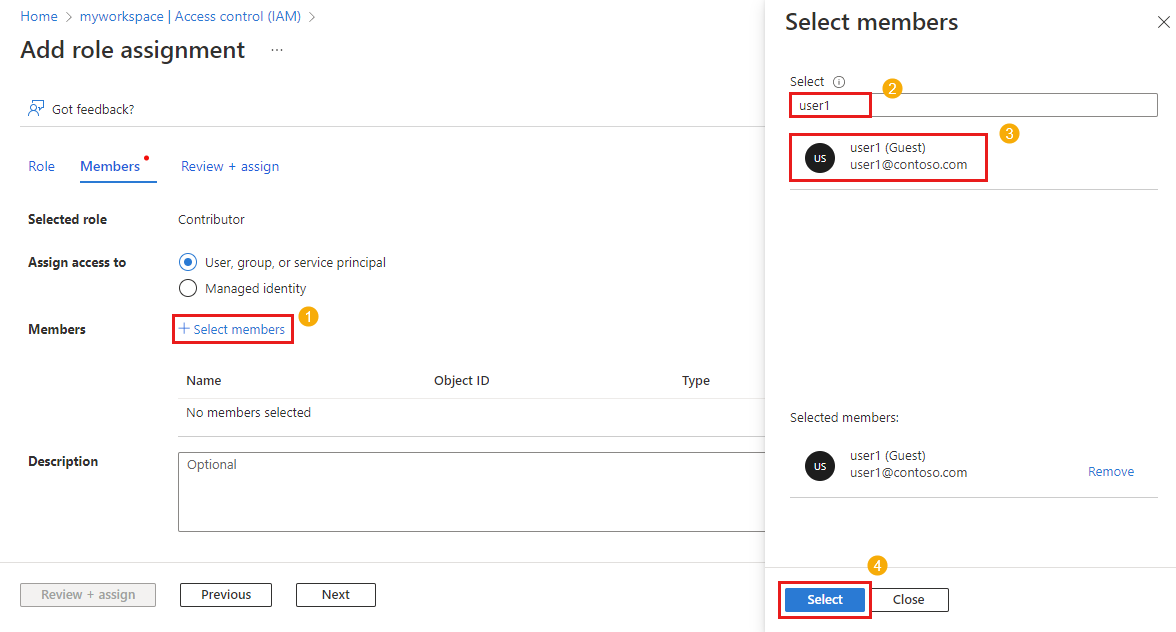 Home > myworkspace | Access control (IAM) >
Add role assignment ...
Got feedback?
Role Members Review + assign
Selected role Contributor
Assign access to User, group, or service principal
Managed identity
Members + Select members 1
Name Object ID Type
No members selected
Description Optional
Review + assign Previous Next
Select members
Select 2
user1
3
US user1 (Guest)
user1@contoso.com
Selected members:
US user1 (Guest)
user1@contoso.com
Remove
4
Select Close